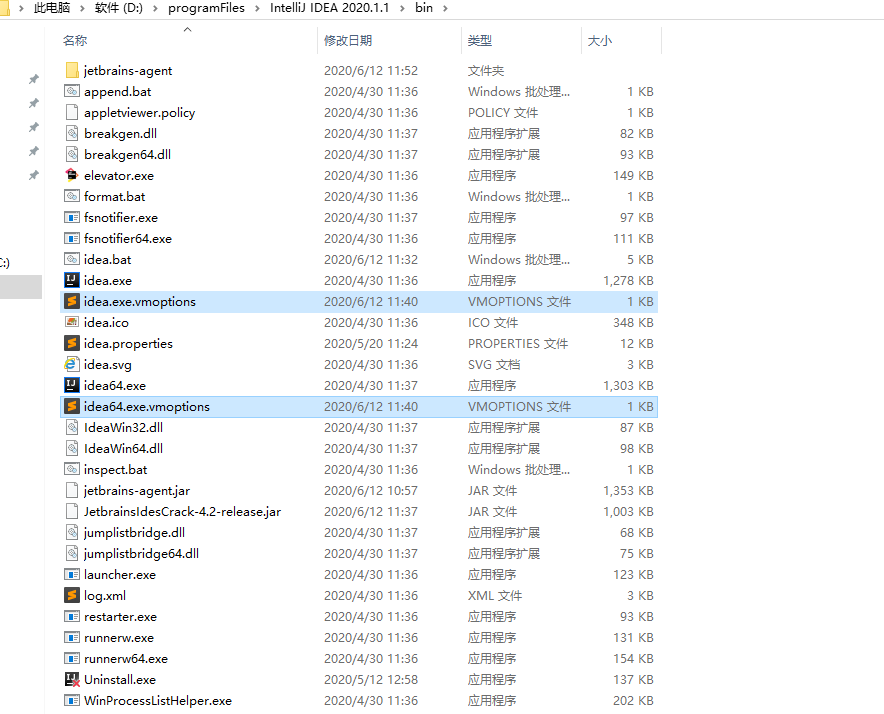 此电脑 > 软件 (D:) > programFiles > IntelliJ IDEA 2020.1.1 > bin >
名称 修改日期 类型 大小
jetbrains-agent 2020/6/12 11:52 文件夹
append.bat 2020/4/30 11:36 Windows 批处理... 1 KB
appletviewer.policy 2020/4/30 11:36 POLICY 文件 1 KB
breakgen.dll 2020/4/30 11:37 应用程序扩展 82 KB
breakgen64.dll 2020/4/30 11:37 应用程序扩展 93 KB
elevator.exe 2020/4/30 11:36 应用程序 149 KB
format.bat 2020/4/30 11:36 Windows 批处理... 1 KB
fsnotifier.exe 2020/4/30 11:37 应用程序 97 KB
fsnotifier64.exe 2020/4/30 11:36 应用程序 111 KB
C:)
idea.bat 2020/6/12 11:32 Windows 批处理... 5 KB
idea.exe 2020/4/30 11:36 应用程序 1,278 KB
idea.exe.vmoptions 2020/6/12 11:40 VMOPTIONS 文件 1 KB
idea.ico 2020/4/30 11:36 ICO 文件 348 KB
idea.properties 2020/5/20 11:24 PROPERTIES 文件 12 KB
idea.svg 2020/4/30 11:36 SVG 文档 3 KB
idea64.exe 2020/4/30 11:37 应用程序 1,303 KB
idea64.exe.vmoptions 2020/6/12 11:40 VMOPTIONS 文件 1 KB
IdeaWin32.dll 2020/4/30 11:37 应用程序扩展 87 KB
IdeaWin64.dll 2020/4/30 11:37 应用程序扩展 98 KB
inspect.bat 2020/4/30 11:36 Windows 批处理... 1 KB
jetbrains-agent.jar 2020/6/12 10:57 JAR 文件 1,353 KB
JetbrainsIdesCrack-4.2-release.jar 2020/4/30 11:36 JAR 文件 1,003 KB
jumplistbridge.dll 2020/4/30 11:37 应用程序扩展 68 KB
jumplistbridge64.dll 2020/4/30 11:37 应用程序扩展 75 KB
launcher.exe 2020/4/30 11:36 应用程序 123 KB
log.xml 2020/4/30 11:36 XML 文件 3 KB
restarter.exe 2020/4/30 11:36 应用程序 93 KB
runnerw.exe 2020/4/30 11:36 应用程序 131 KB
runnerw64.exe 2020/4/30 11:36 应用程序 154 KB
Uninstall.exe 2020/5/12 12:58 应用程序 137 KB
WinProcessListHelper.exe 2020/4/30 11:36 应用程序 202 KB